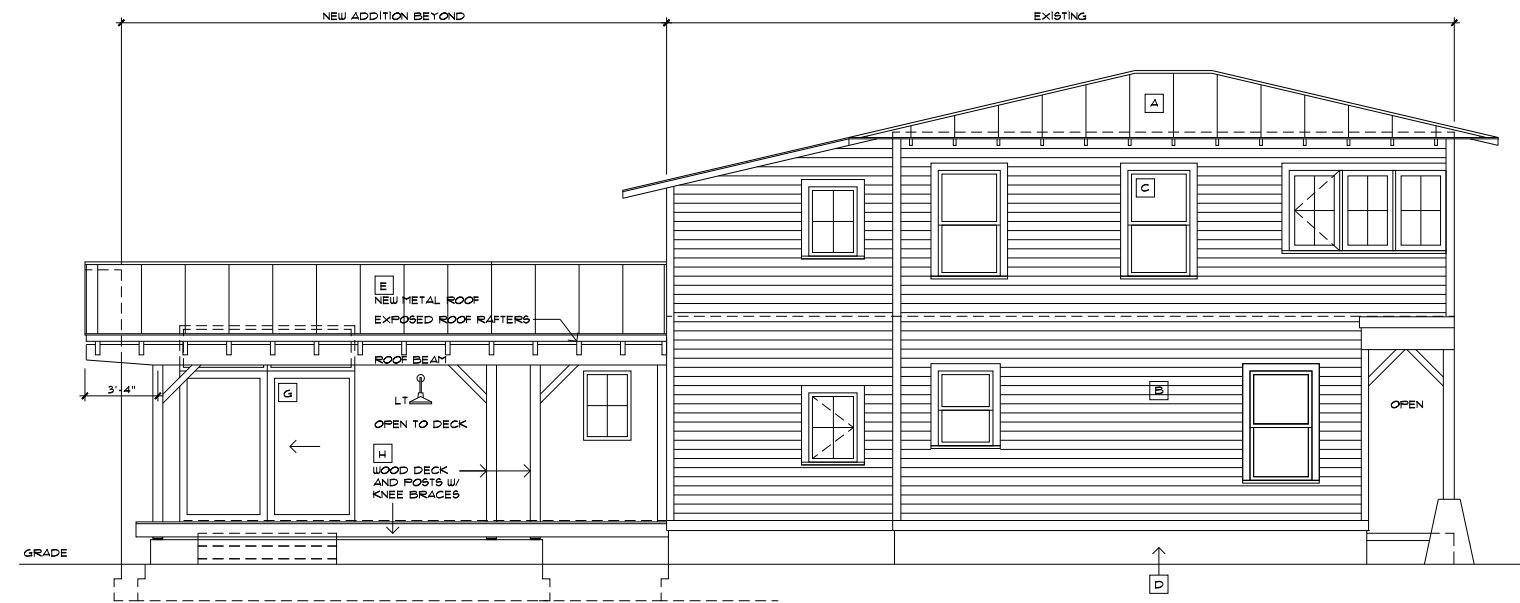 NEW ADDITION BEYOND
EXISTING
A
C
E
NEW METAL ROOF
EXPOSED ROOF RAFTERS
ROOF BEAM
3'-4"
G
LT
B
OPEN
OPEN TO DECK
H
WOOD DECK
AND POSTS W/
KNEE BRACES
GRADE
D